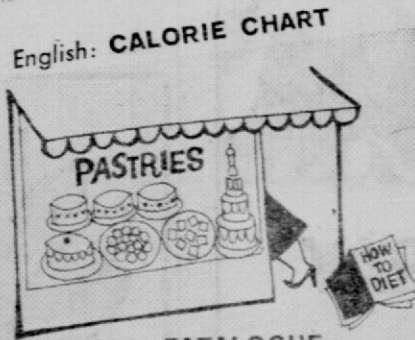 English: CALORIE CHART
PASTRIES
HOW
TO
DIET